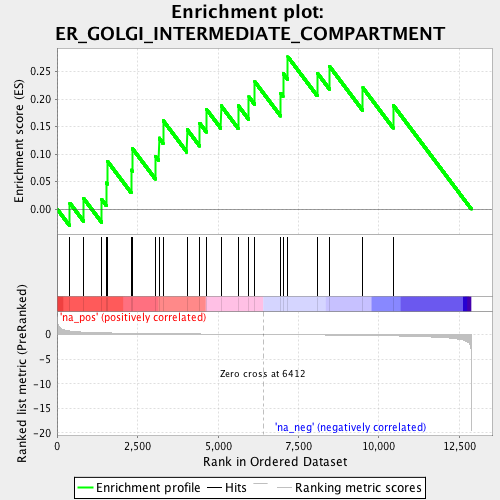 Enrichment plot:
ER_GOLGI_INTERMEDIATE_COMPARTMENT
Enrichment score (ES)
0.25
0.20
0.15
0.10
0.05
0.00
'na_pos' (positively correlated)
Ranked list metric (PreRanked)
0
-5
-10
-15
-20
Zero cross at 6412
'na_neg' (negatively correlated)
0
2,500
5,000
7,500
10,000
12,500
Rank in Ordered Dataset
Enrichment profile
Hits
Ranking metric scores